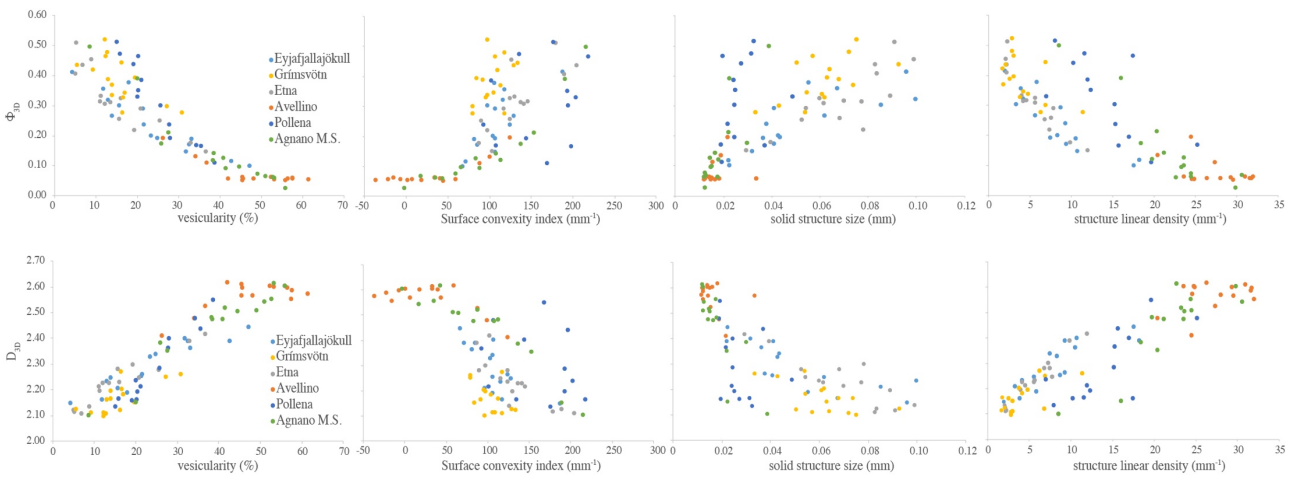 0.60
0.50
0.40
0.30
0.20
0.10
0.00
Φ3D
Eyjafjallajökull
Grímsvötn
Etna
Avellino
Pollena
Agnano M.S.
0 10 20 30 40 50 60 70
vesicularity (%)
-50 0 50 100 150 200 250 300
Surface convexity index (mm-1)
0.00 0.02 0.04 0.06 0.08 0.10 0.12
solid structure size (mm)
0 5 10 15 20 25 30 35
structure linear density (mm-1)
2.70
2.60
2.50
2.40
2.30
2.20
2.10
2.00
D3D
Eyjafjallajökull
Grímsvötn
Etna
Avellino
Pollena
Agnano M.S.
0 10 20 30 40 50 60 70
vesicularity (%)
-50 0 50 100 150 200 250 300
Surface convexity index (mm-1)
0.00 0.02 0.04 0.06 0.08 0.10 0.12
solid structure size (mm)
0 5 10 15 20 25 30 35
structure linear density (mm-1)